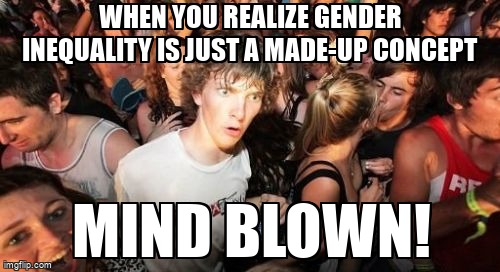 WHEN YOU REALIZE GENDER
INEQUALITY IS JUST A MADE-UP CONCEPT
MIND BLOWN!
imgflip.com